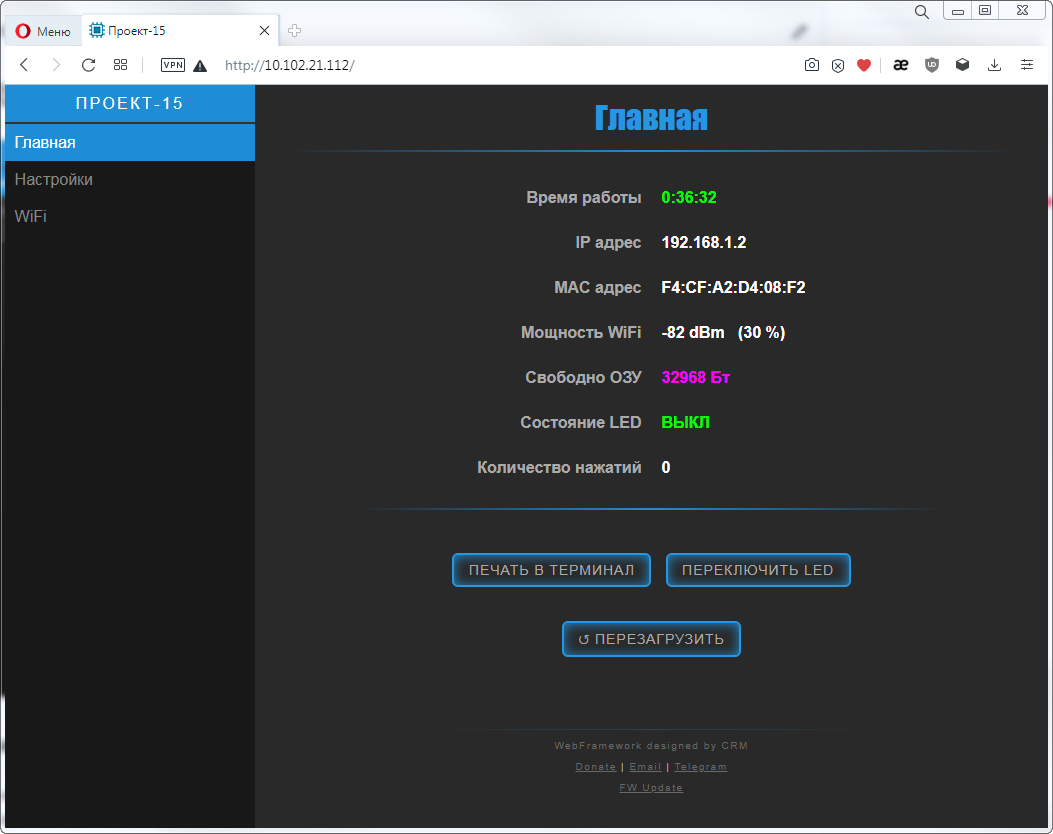 Меню
Проект-15
VPN
http://10.102.21.112/
ПРОЕКТ-15
Главная
Настройки
WiFi
Главная
Время работы 0:36:32
IP адрес 192.168.1.2
MAC адрес F4:CF:A2:D4:08:F2
Мощность WiFi -82 dBm (30 %)
Свободно ОЗУ 32968 Бт
Состояние LED ВЫКЛ
Количество нажатий 0
ПЕЧАТЬ В ТЕРМИНАЛ ПЕРЕКЛЮЧИТЬ LED
↺ ПЕРЕЗАГРУЗИТЬ
WebFramework designed by CRM
Donate | Email | Telegram
FW Update